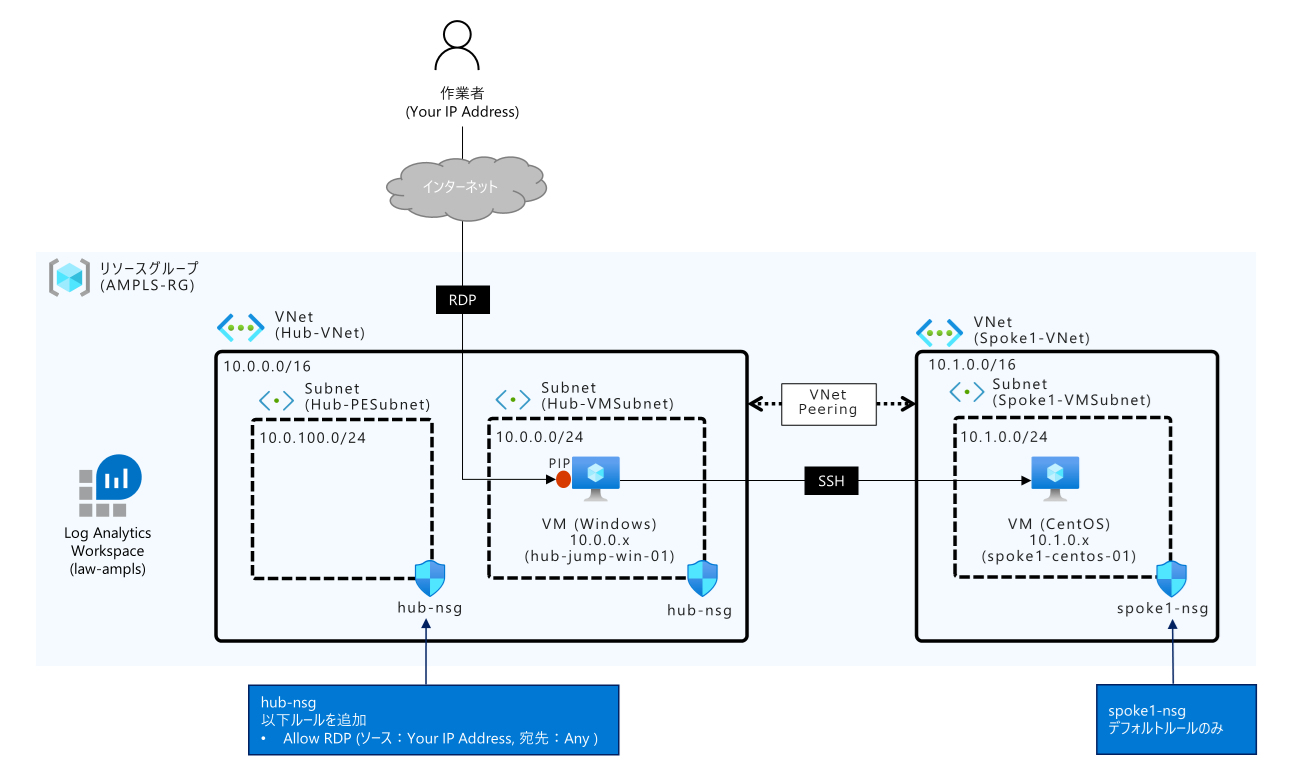 作業者
(Your IP Address)
インターネット
リソースグループ
(AMPLS-RG)
RDP
VNet
(Hub-VNet)
10.0.0.0/16
Subnet
(Hub-PESubnet)
10.0.100.0/24
Subnet
(Hub-VMSubnet)
10.0.0.0/24
PIP
VM (Windows)
10.0.0.x
(hub-jump-win-01)
hub-nsg
hub-nsg
VNet
Peering
SSH
VNet
(Spoke1-VNet)
10.1.0.0/16
Subnet
(Spoke1-VMSubnet)
10.1.0.0/24
VM (CentOS)
10.1.0.x
(spoke1-centos-01)
spoke1-nsg
Log Analytics
Workspace
(law-ampls)
hub-nsg
以下ルールを追加
• Allow RDP (ソース：Your IP Address, 宛先：Any )
spoke1-nsg
デフォルトルールのみ